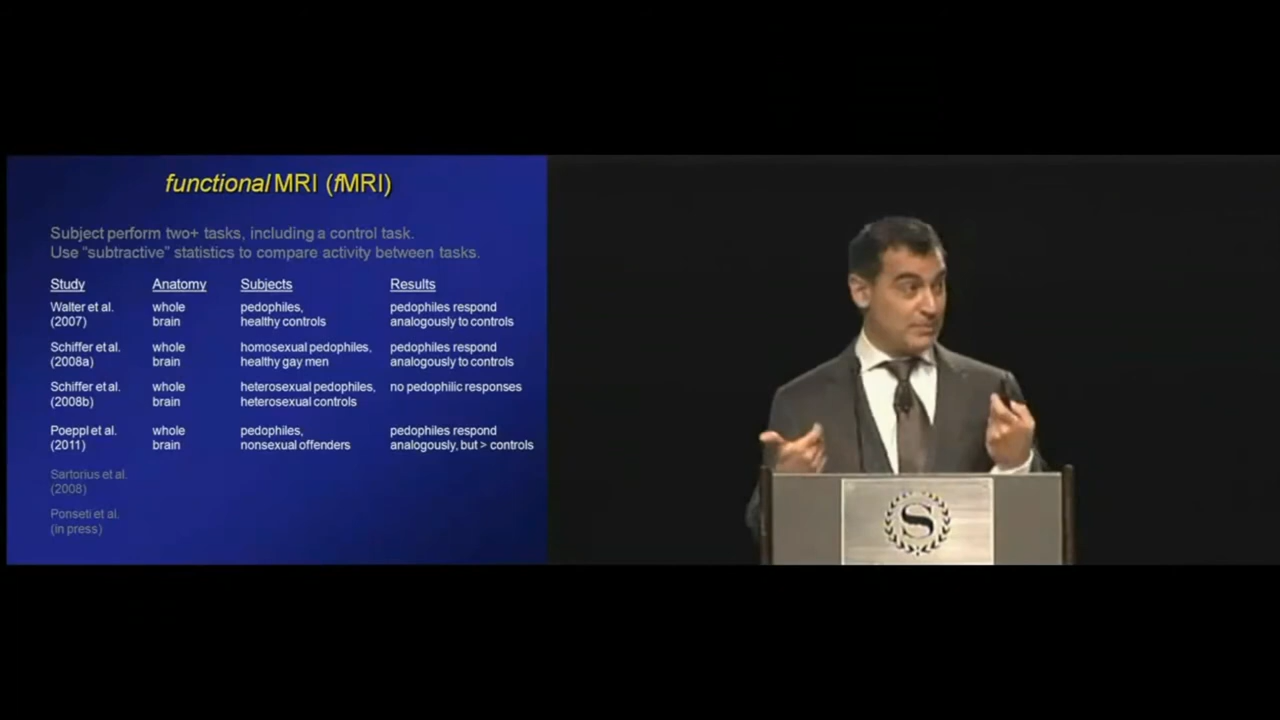 functional MRI (fMRI)
Subject perform two+ tasks, including a control task.
Use "subtractive" statistics to compare activity between tasks.
Study Anatomy Subjects Results
Walter et al. whole pedophiles, pedophiles respond
(2007) brain healthy controls analogously to controls
Schiffer et al. whole homosexual pedophiles, pedophiles respond
(2008a) brain healthy gay men analogously to controls
Schiffer et al. whole heterosexual pedophiles, no pedophilic responses
(2008b) brain heterosexual controls
Poeppl et al. whole pedophiles, pedophiles respond
(2011) brain nonsexual offenders analogously, but > controls
Sartorius et al.
(2008)
Ponseti et al.
(in press)
S